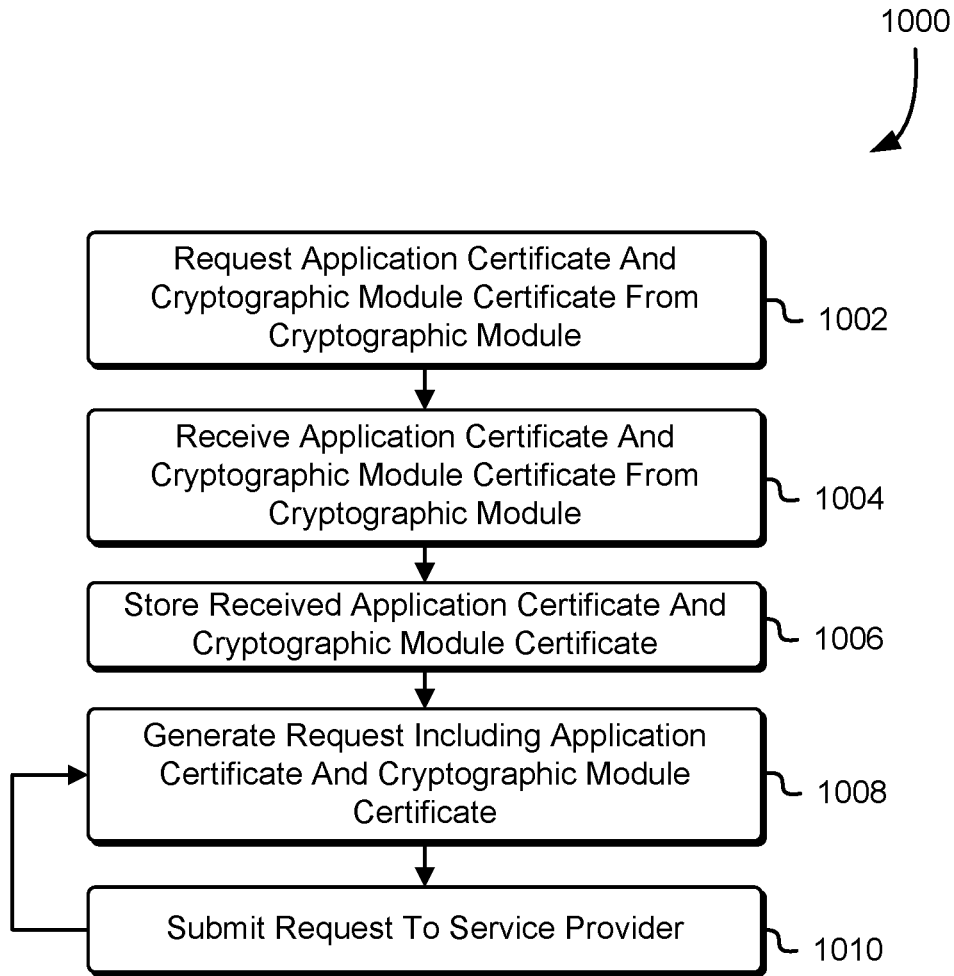 1000
Request Application Certificate And
Cryptographic Module Certificate From
Cryptographic Module
1002
Receive Application Certificate And
Cryptographic Module Certificate From
Cryptographic Module
1004
Store Received Application Certificate And
Cryptographic Module Certificate
1006
Generate Request Including Application
Certificate And Cryptographic Module
Certificate
1008
Submit Request To Service Provider
1010